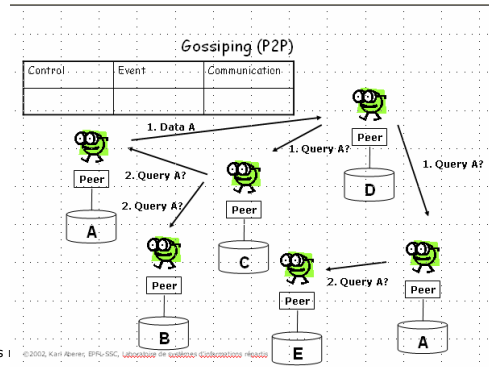 Gossiping (P2P)
Control Event Communication
1. Data A
Peer
A
Peer
D
1. Query A?
1. Query A?
2. Query A?
2. Query A?
Peer
C
Peer
B
Peer
E
2. Query A?
Peer
A
©2002, Karl Aberer, EPFL-SSC, Laboratoire de systèmes d'informations répartis